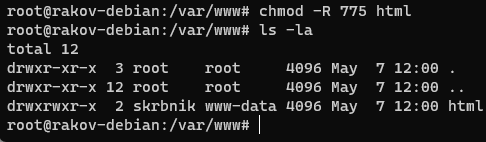 root@rakov-debian:/var/www# chmod -R 775 html
root@rakov-debian:/var/www# ls -la
total 12
drwxr-xr-x  3 root    root     4096 May  7 12:00 .
drwxr-xr-x 12 root    root     4096 May  7 12:00 ..
drwxrwxr-x  2 skrbnik www-data 4096 May  7 12:00 html
root@rakov-debian:/var/www#